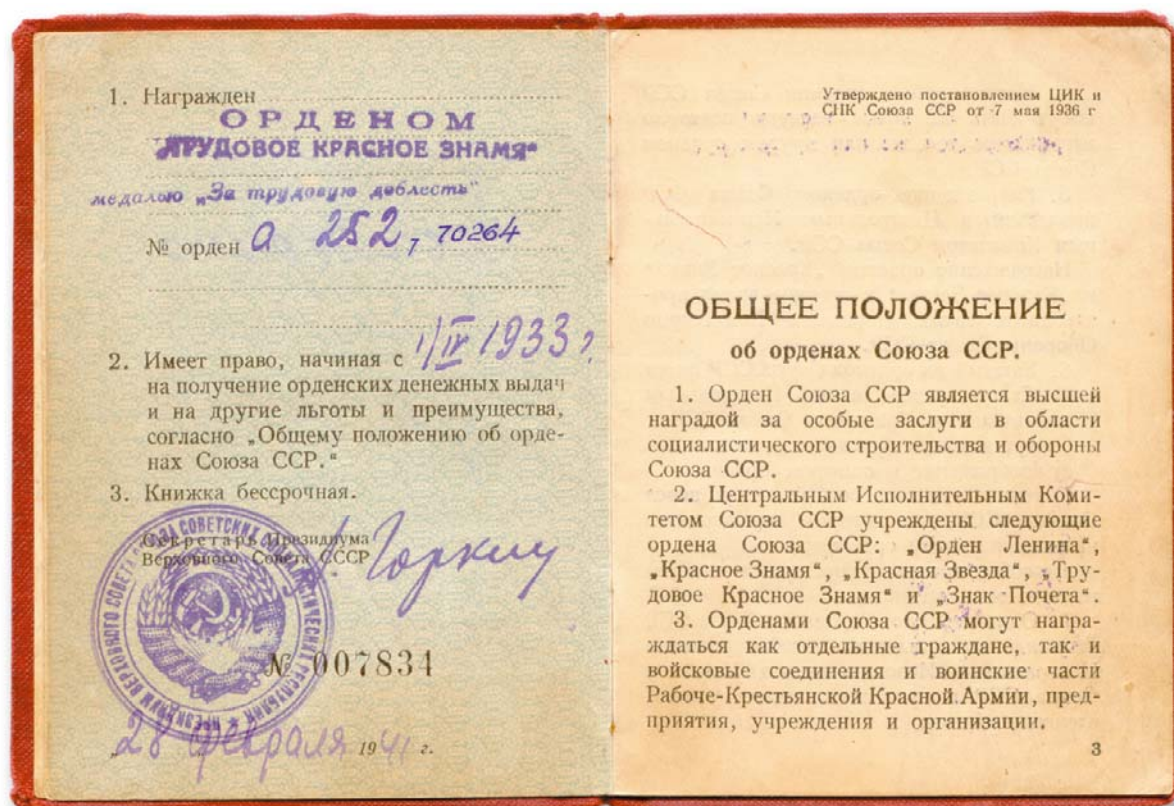 1. Награжден
ОРДЕНОМ
„ТРУДОВОЕ КРАСНОЕ ЗНАМЯ“
медалью „За трудовую доблесть“
№ орден а 252, 70264
2. Имеет право, начиная с 1/IV 1933 г.
на получение орденских денежных выдач
и на другие льготы и преимущества,
согласно „Общему положению об орде-
нах Союза ССР.“
3. Книжка бессрочная.
Секретарь Президиума
Верховного Совета СССР
Горкин
№ 007834
„28 февраля 1941 г.
Утверждено постановлением ЦИК и
СНК Союза ССР от 7 мая 1936 г
ОБЩЕЕ ПОЛОЖЕНИЕ
об орденах Союза ССР.
1. Орден Союза ССР является высшей
наградой за особые заслуги в области
социалистического строительства и обороны
Союза ССР.
2. Центральным Исполнительным Коми-
тетом Союза ССР учреждены следующие
ордена Союза ССР: „Орден Ленина“,
„Красное Знамя“, „Красная Звезда“, „Тру-
довое Красное Знамя“ и „Знак Почета“.
3. Орденами Союза ССР могут награ-
ждаться как отдельные граждане, так и
войсковые соединения и воинские части
Рабоче-Крестьянской Красной Армии, пред-
приятия, учреждения и организации.
3